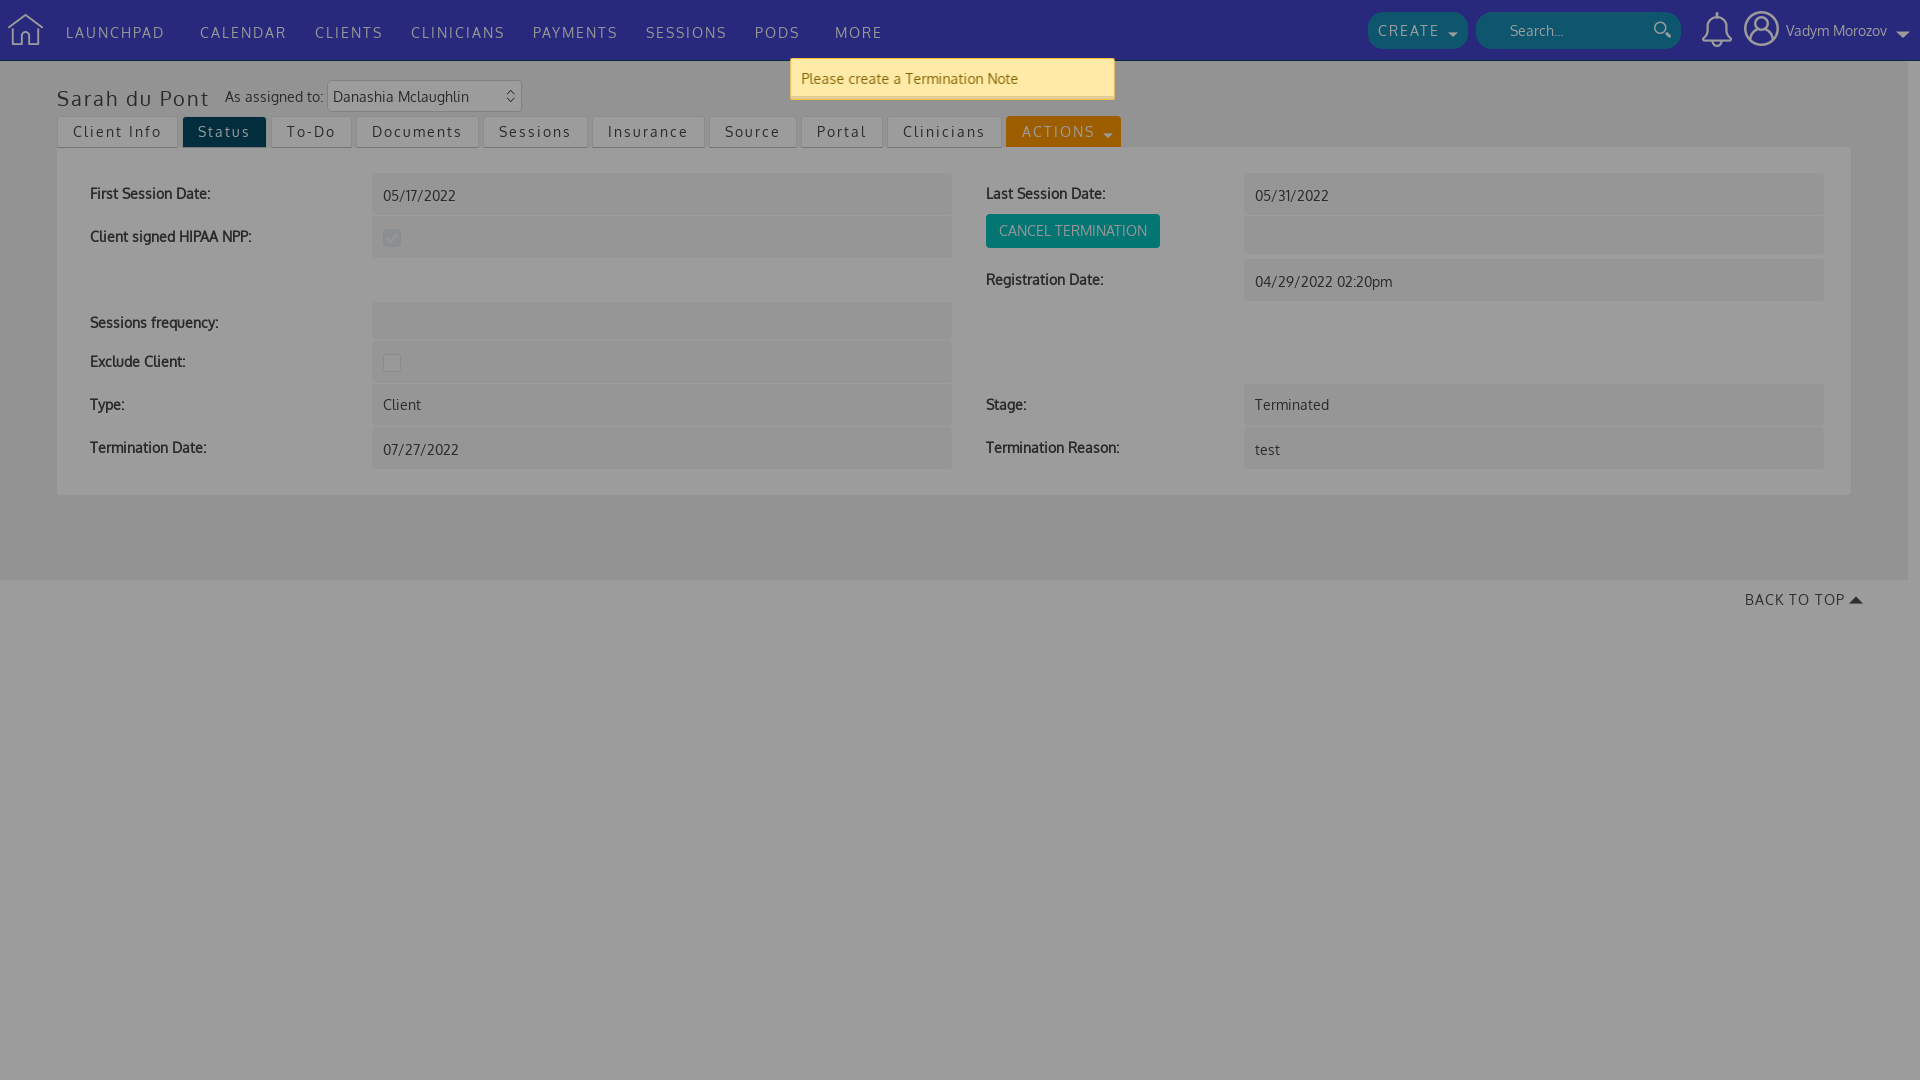 LAUNCHPAD CALENDAR CLIENTS CLINICIANS PAYMENTS SESSIONS PODS MORE CREATE Search... Vadym Morozov
Please create a Termination Note
Sarah du Pont As assigned to: Danashia Mclaughlin
Client Info Status To-Do Documents Sessions Insurance Source Portal Clinicians ACTIONS
First Session Date: 05/17/2022 Last Session Date: 05/31/2022
Client signed HIPAA NPP: CANCEL TERMINATION
Registration Date: 04/29/2022 02:20pm
Sessions frequency:
Exclude Client:
Type: Client Stage: Terminated
Termination Date: 07/27/2022 Termination Reason: test
BACK TO TOP